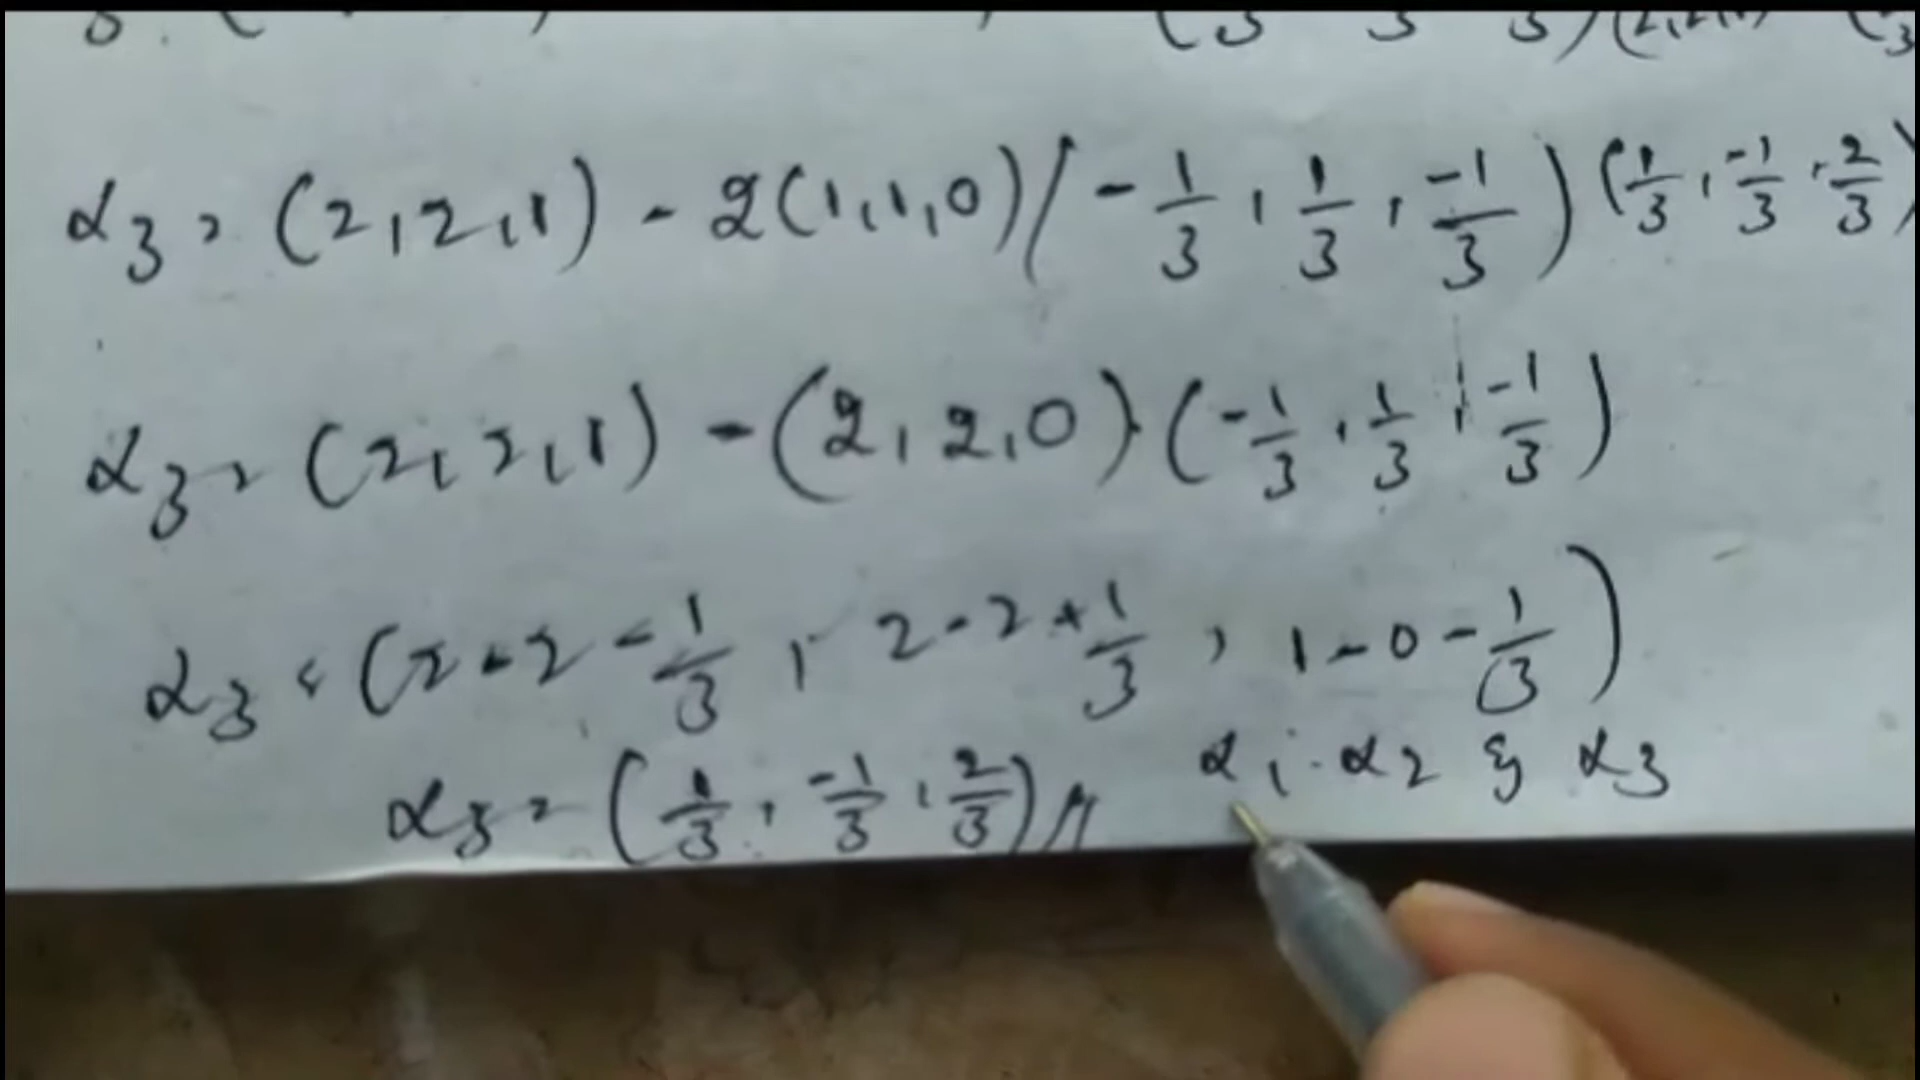 α3 = (2,2,1) - 2(1,1,0) (-1/3, 1/3, -1/3) (1/3, -1/3, 2/3)
α3 = (2,2,1) - (2,2,0) (-1/3, 1/3, -1/3)
α3 = (2-2-1/3, 2-2+1/3, 1-0-1/3)
α3 = (1/3, -1/3, 2/3)// α1, α2 & α3